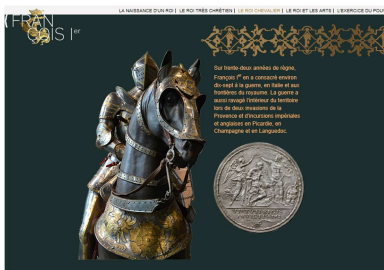 LA NAISSANCE D'UN ROI | LE ROI TRÈS CHRÉTIEN | LE ROI CHEVALIER | LE ROI ET LES ARTS | L'EXERCICE DU POU
FRAN
ÇOIS Ier
Sur trente-deux années de règne,
François Ier en a consacré environ
dix-sept à la guerre, en Italie et aux
frontières du royaume. La guerre a
aussi ravagé l'intérieur du territoire
lors de deux invasions de la
Provence et d'incursions impériales
et anglaises en Picardie, en
Champagne et en Languedoc.